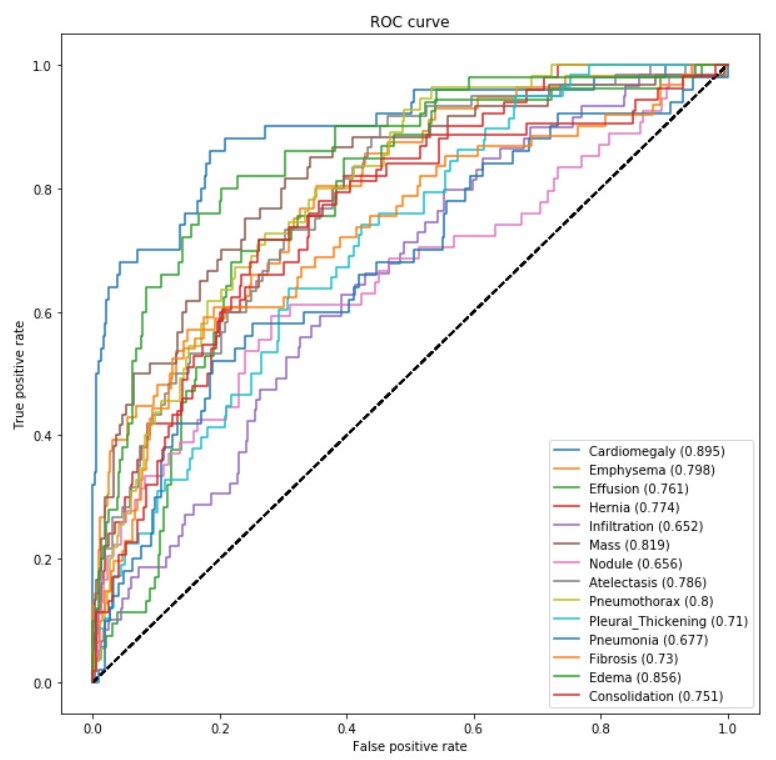 ROC curve
True positive rate
1.0
0.8
0.6
0.4
0.2
0.0
Cardiomegaly (0.895)
Emphysema (0.798)
Effusion (0.761)
Hernia (0.774)
Infiltration (0.652)
Mass (0.819)
Nodule (0.656)
Atelectasis (0.786)
Pneumothorax (0.8)
Pleural_Thickening (0.71)
Pneumonia (0.677)
Fibrosis (0.73)
Edema (0.856)
Consolidation (0.751)
0.0 0.2 0.4 0.6 0.8 1.0
False positive rate